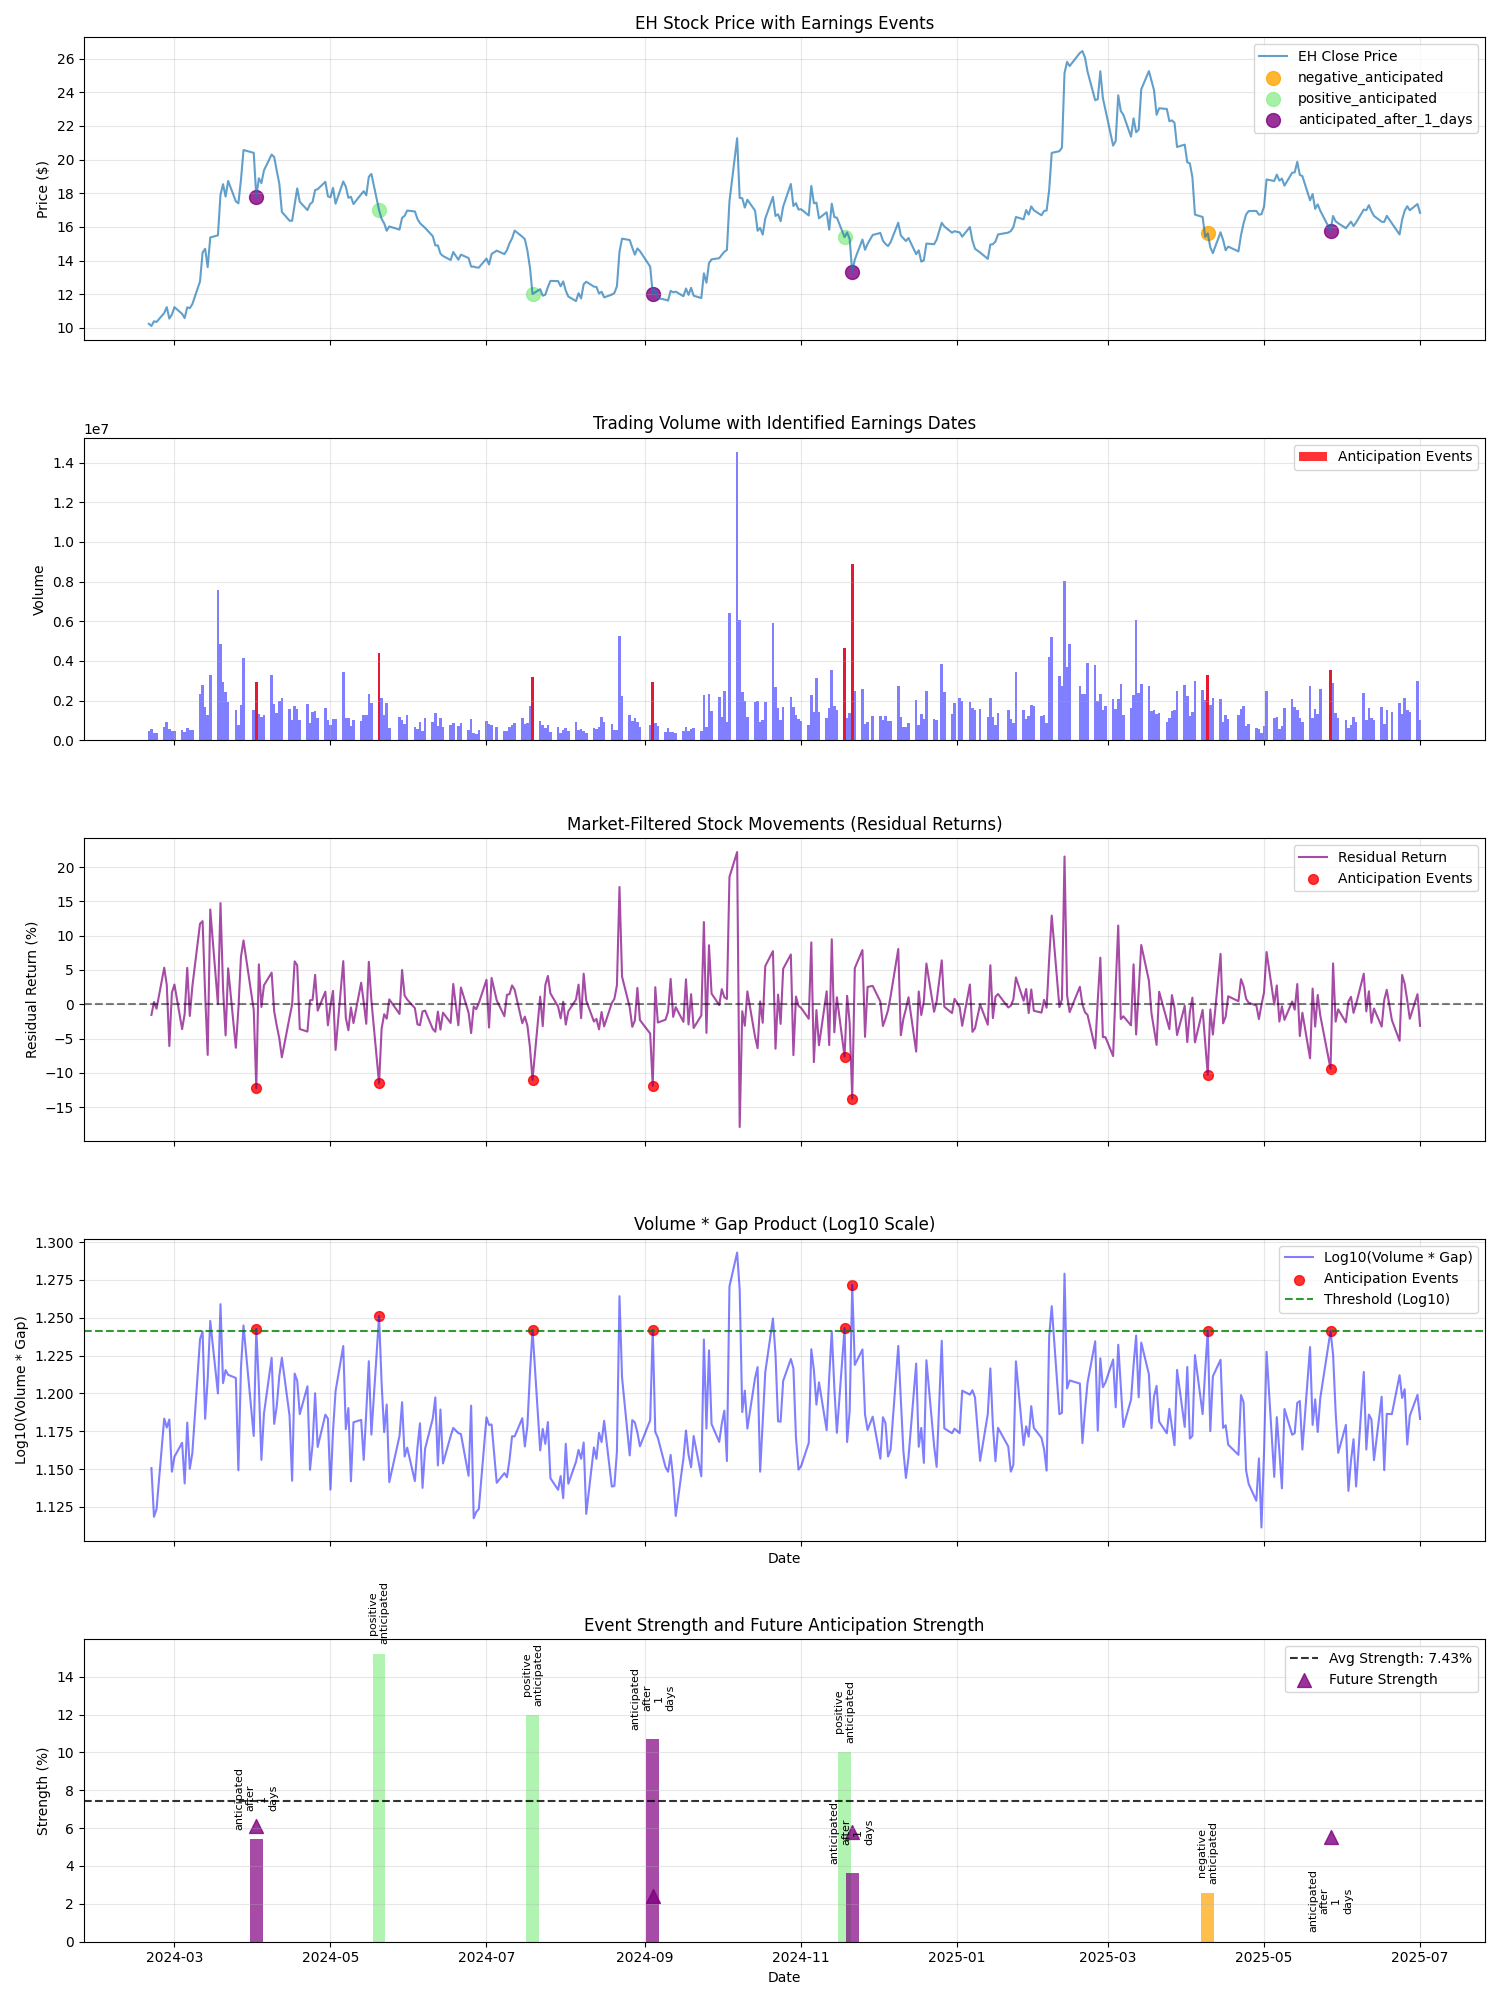 EH Stock Price with Earnings Events
Price ($)
26
24
22
20
18
16
14
12
10
EH Close Price
negative_anticipated
positive_anticipated
anticipated_after_1_days
Trading Volume with Identified Earnings Dates
1e7
Volume
1.4
1.2
1.0
0.8
0.6
0.4
0.2
0.0
Anticipation Events
Market-Filtered Stock Movements (Residual Returns)
Residual Return (%)
20
15
10
5
0
−5
−10
−15
Residual Return
Anticipation Events
Volume * Gap Product (Log10 Scale)
Log10(Volume * Gap)
1.300
1.275
1.250
1.225
1.200
1.175
1.150
1.125
Log10(Volume * Gap)
Anticipation Events
Threshold (Log10)
Date
Event Strength and Future Anticipation Strength
Strength (%)
14
12
10
8
6
4
2
0
Avg Strength: 7.43%
Future Strength
anticipated
after
1
days
positive
anticipated
positive
anticipated
anticipated
after
1
days
positive
anticipated
anticipated
after
1
days
negative
anticipated
anticipated
after
1
days
2024-03
2024-05
2024-07
2024-09
2024-11
2025-01
2025-03
2025-05
2025-07
Date